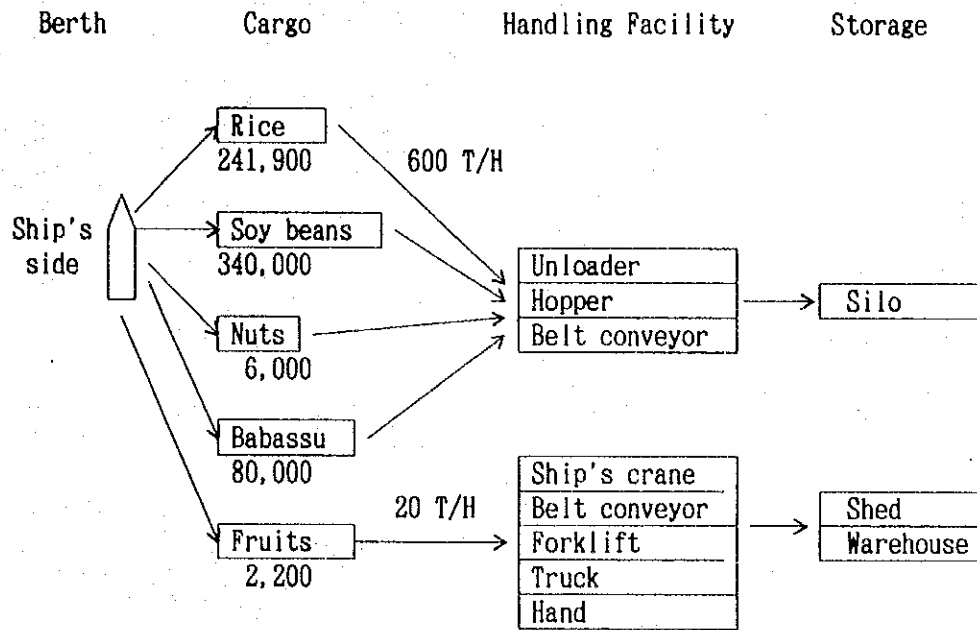 Berth Cargo Handling Facility Storage
Rice
241,900
600 T/H
Ship's
side
Soy beans
340,000
Unloader
Hopper
Belt conveyor
Silo
Nuts
6,000
Babassu
80,000
Ship's crane
Belt conveyor
Forklift
Truck
Hand
20 T/H
Shed
Warehouse
Fruits
2,200